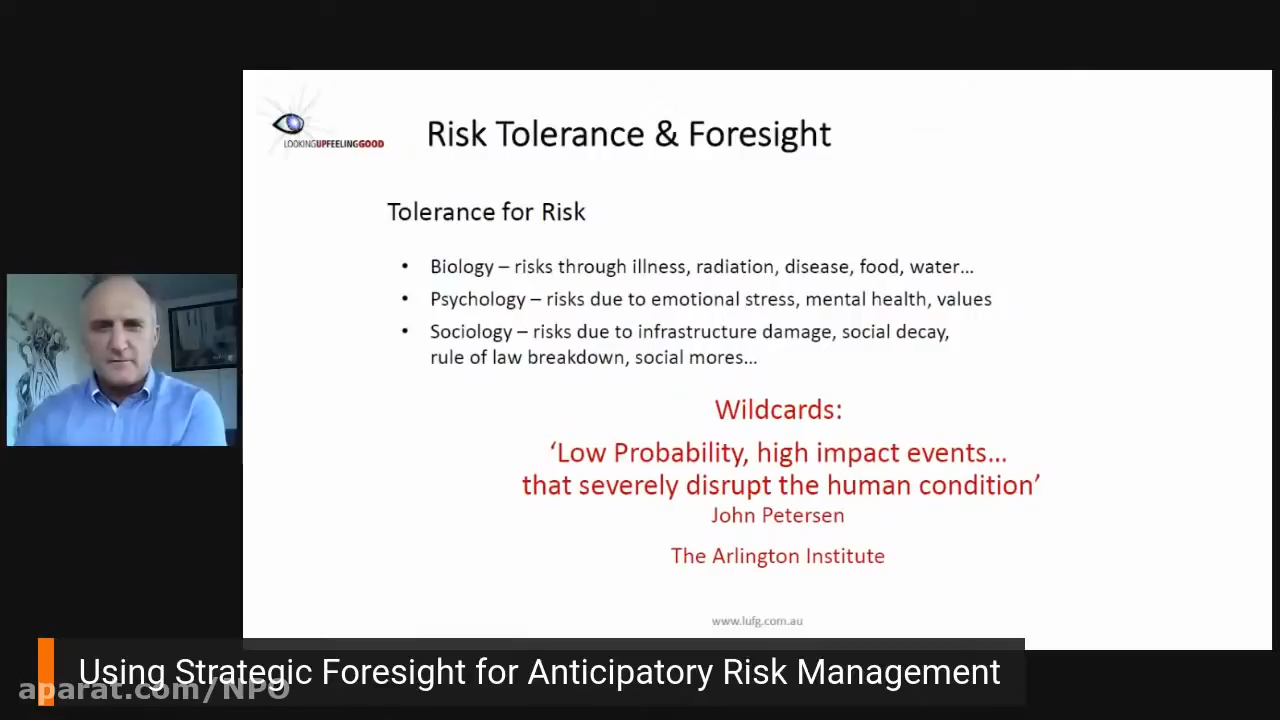 LOOKINGUPFEELINGGOOD
Risk Tolerance & Foresight
Tolerance for Risk
• Biology – risks through illness, radiation, disease, food, water…
• Psychology – risks due to emotional stress, mental health, values
• Sociology – risks due to infrastructure damage, social decay,
rule of law breakdown, social mores…
Wildcards:
‘Low Probability, high impact events…
that severely disrupt the human condition’
John Petersen
The Arlington Institute
www.lufg.com.au
Using Strategic Foresight for Anticipatory Risk Management
aparat.com/NPO